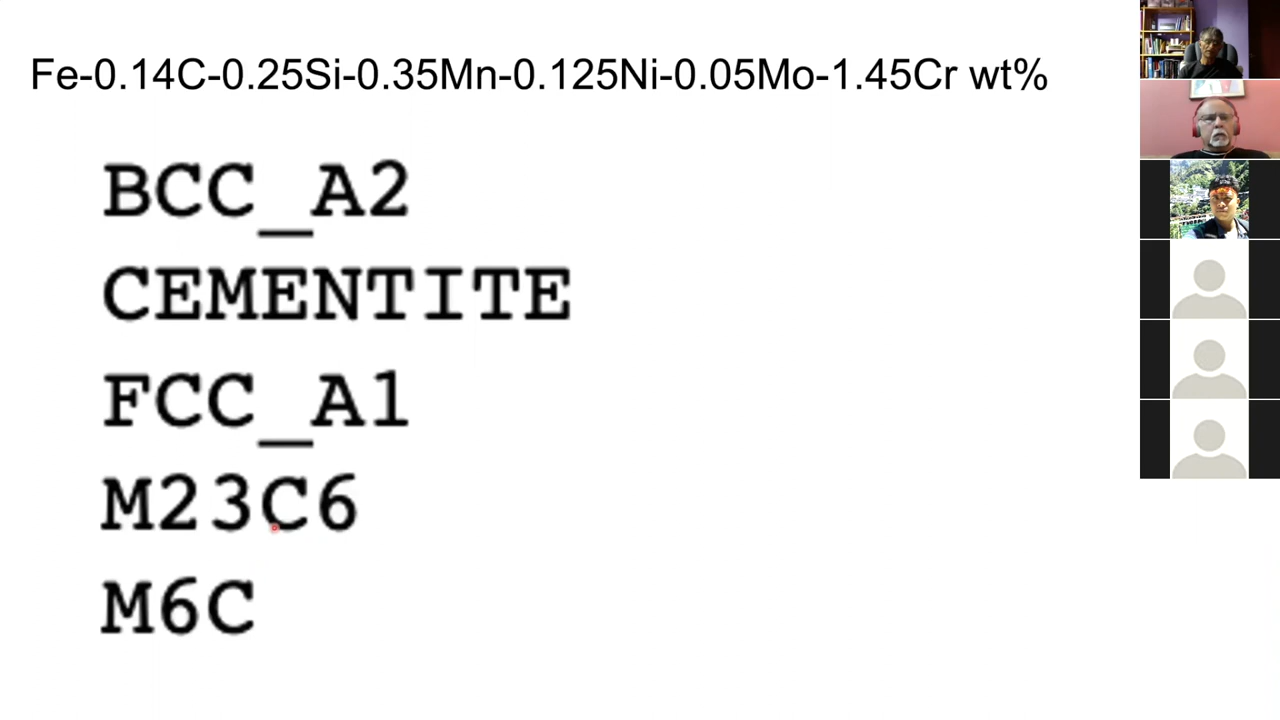 Fe-0.14C-0.25Si-0.35Mn-0.125Ni-0.05Mo-1.45Cr wt%
BCC_A2
CEMENTITE
FCC_A1
M23C6
M6C